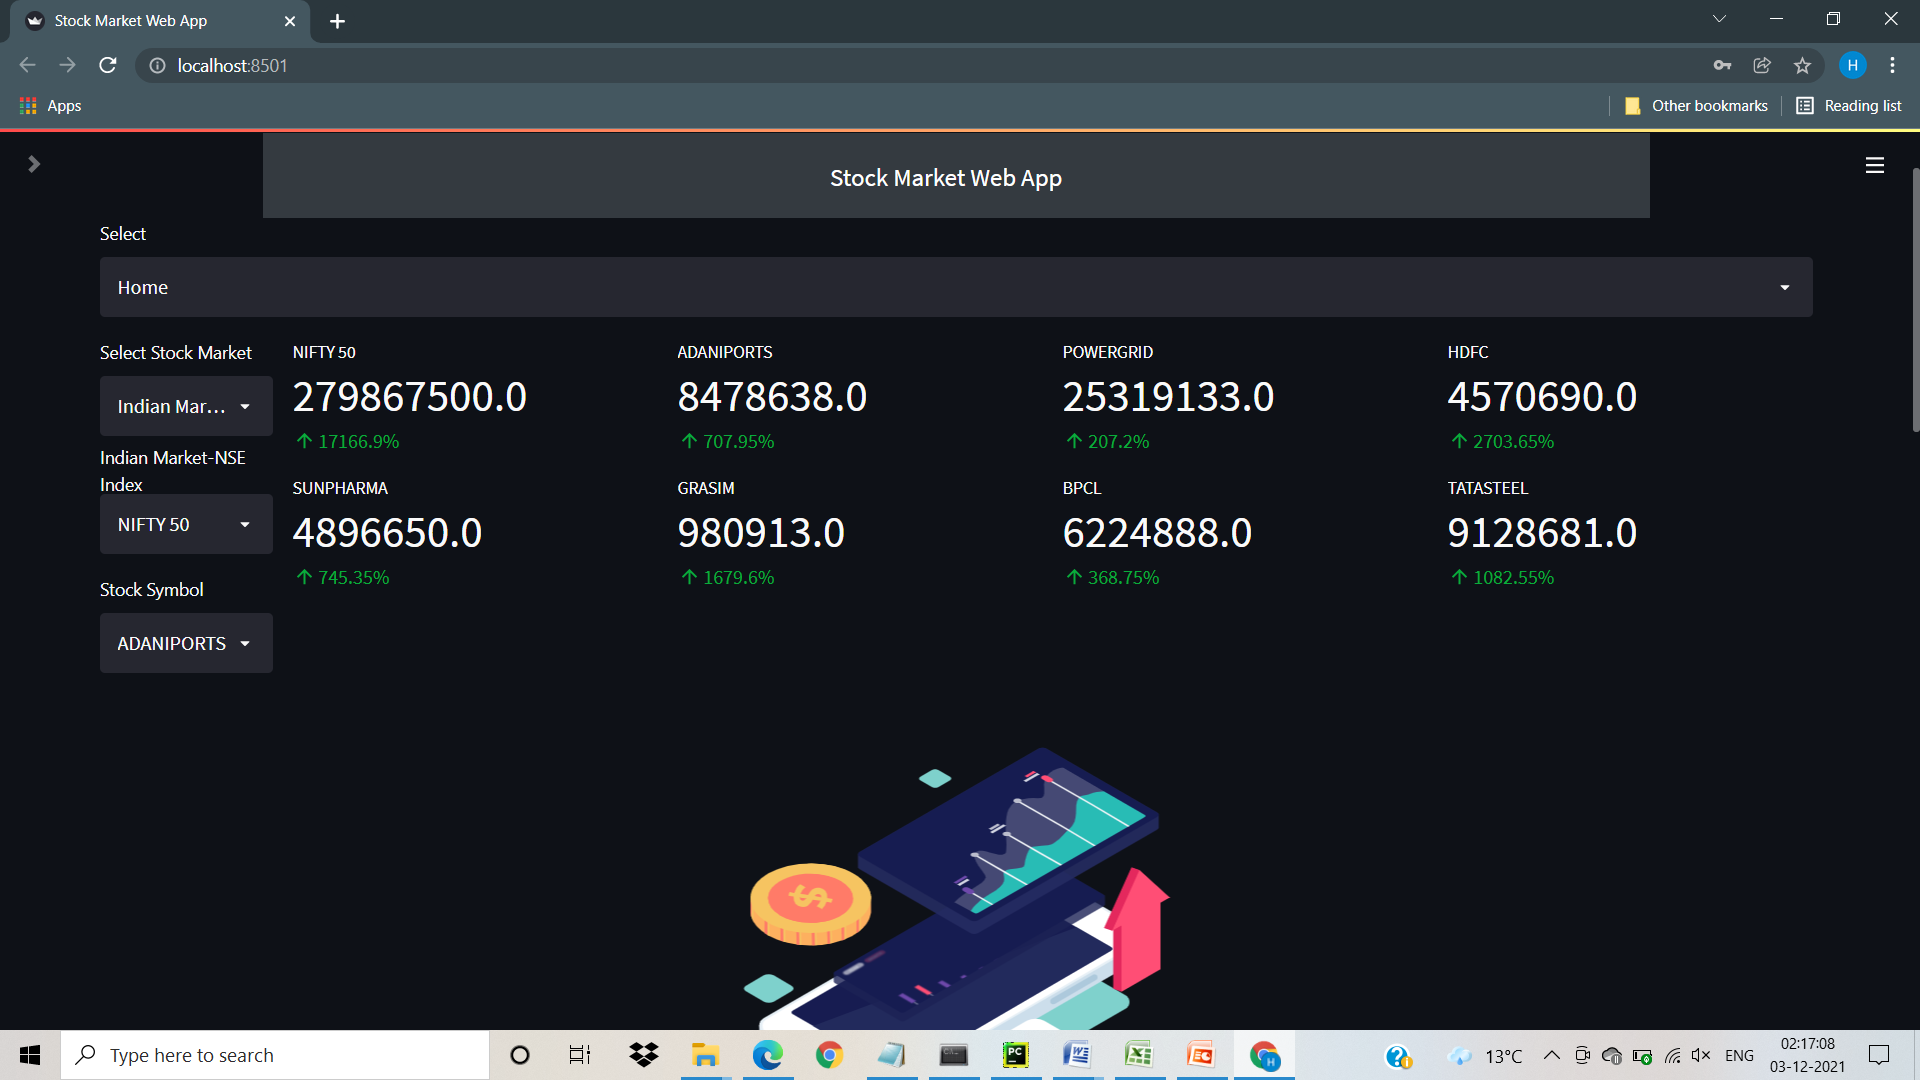 Stock Market Web App
localhost:8501
H
Apps
Other bookmarks
Reading list
Stock Market Web App
Select
Home
Select Stock Market
Indian Mar...
Indian Market-NSE
Index
NIFTY 50
Stock Symbol
ADANIPORTS
NIFTY 50
279867500.0
17166.9%
ADANIPORTS
8478638.0
707.95%
POWERGRID
25319133.0
207.2%
HDFC
4570690.0
2703.65%
SUNPHARMA
4896650.0
745.35%
GRASIM
980913.0
1679.6%
BPCL
6224888.0
368.75%
TATASTEEL
9128681.0
1082.55%
$
Type here to search
PC
H
13°C
ENG
02:17:08
03-12-2021